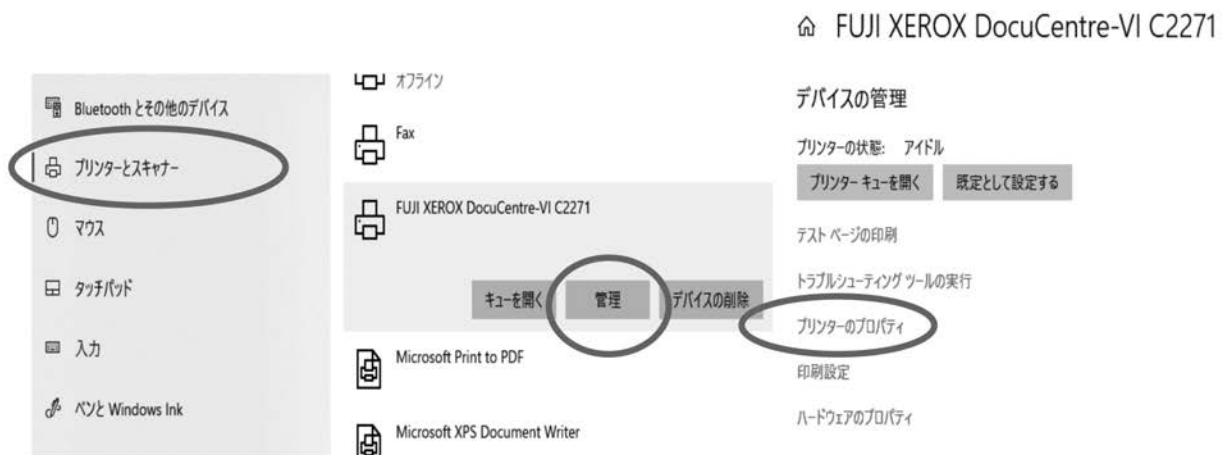 Bluetooth とその他のデバイス
プリンターとスキャナー
マウス
タッチパッド
入力
ペンと Windows Ink
オフライン
Fax
FUJI XEROX DocuCentre-VI C2271
キューを開く 管理 デバイスの削除
Microsoft Print to PDF
Microsoft XPS Document Writer
FUJI XEROX DocuCentre-VI C2271
デバイスの管理
プリンターの状態: アイドル
プリンター キューを開く 既定として設定する
テスト ページの印刷
トラブルシューティング ツールの実行
プリンターのプロパティ
印刷設定
ハードウェアのプロパティ